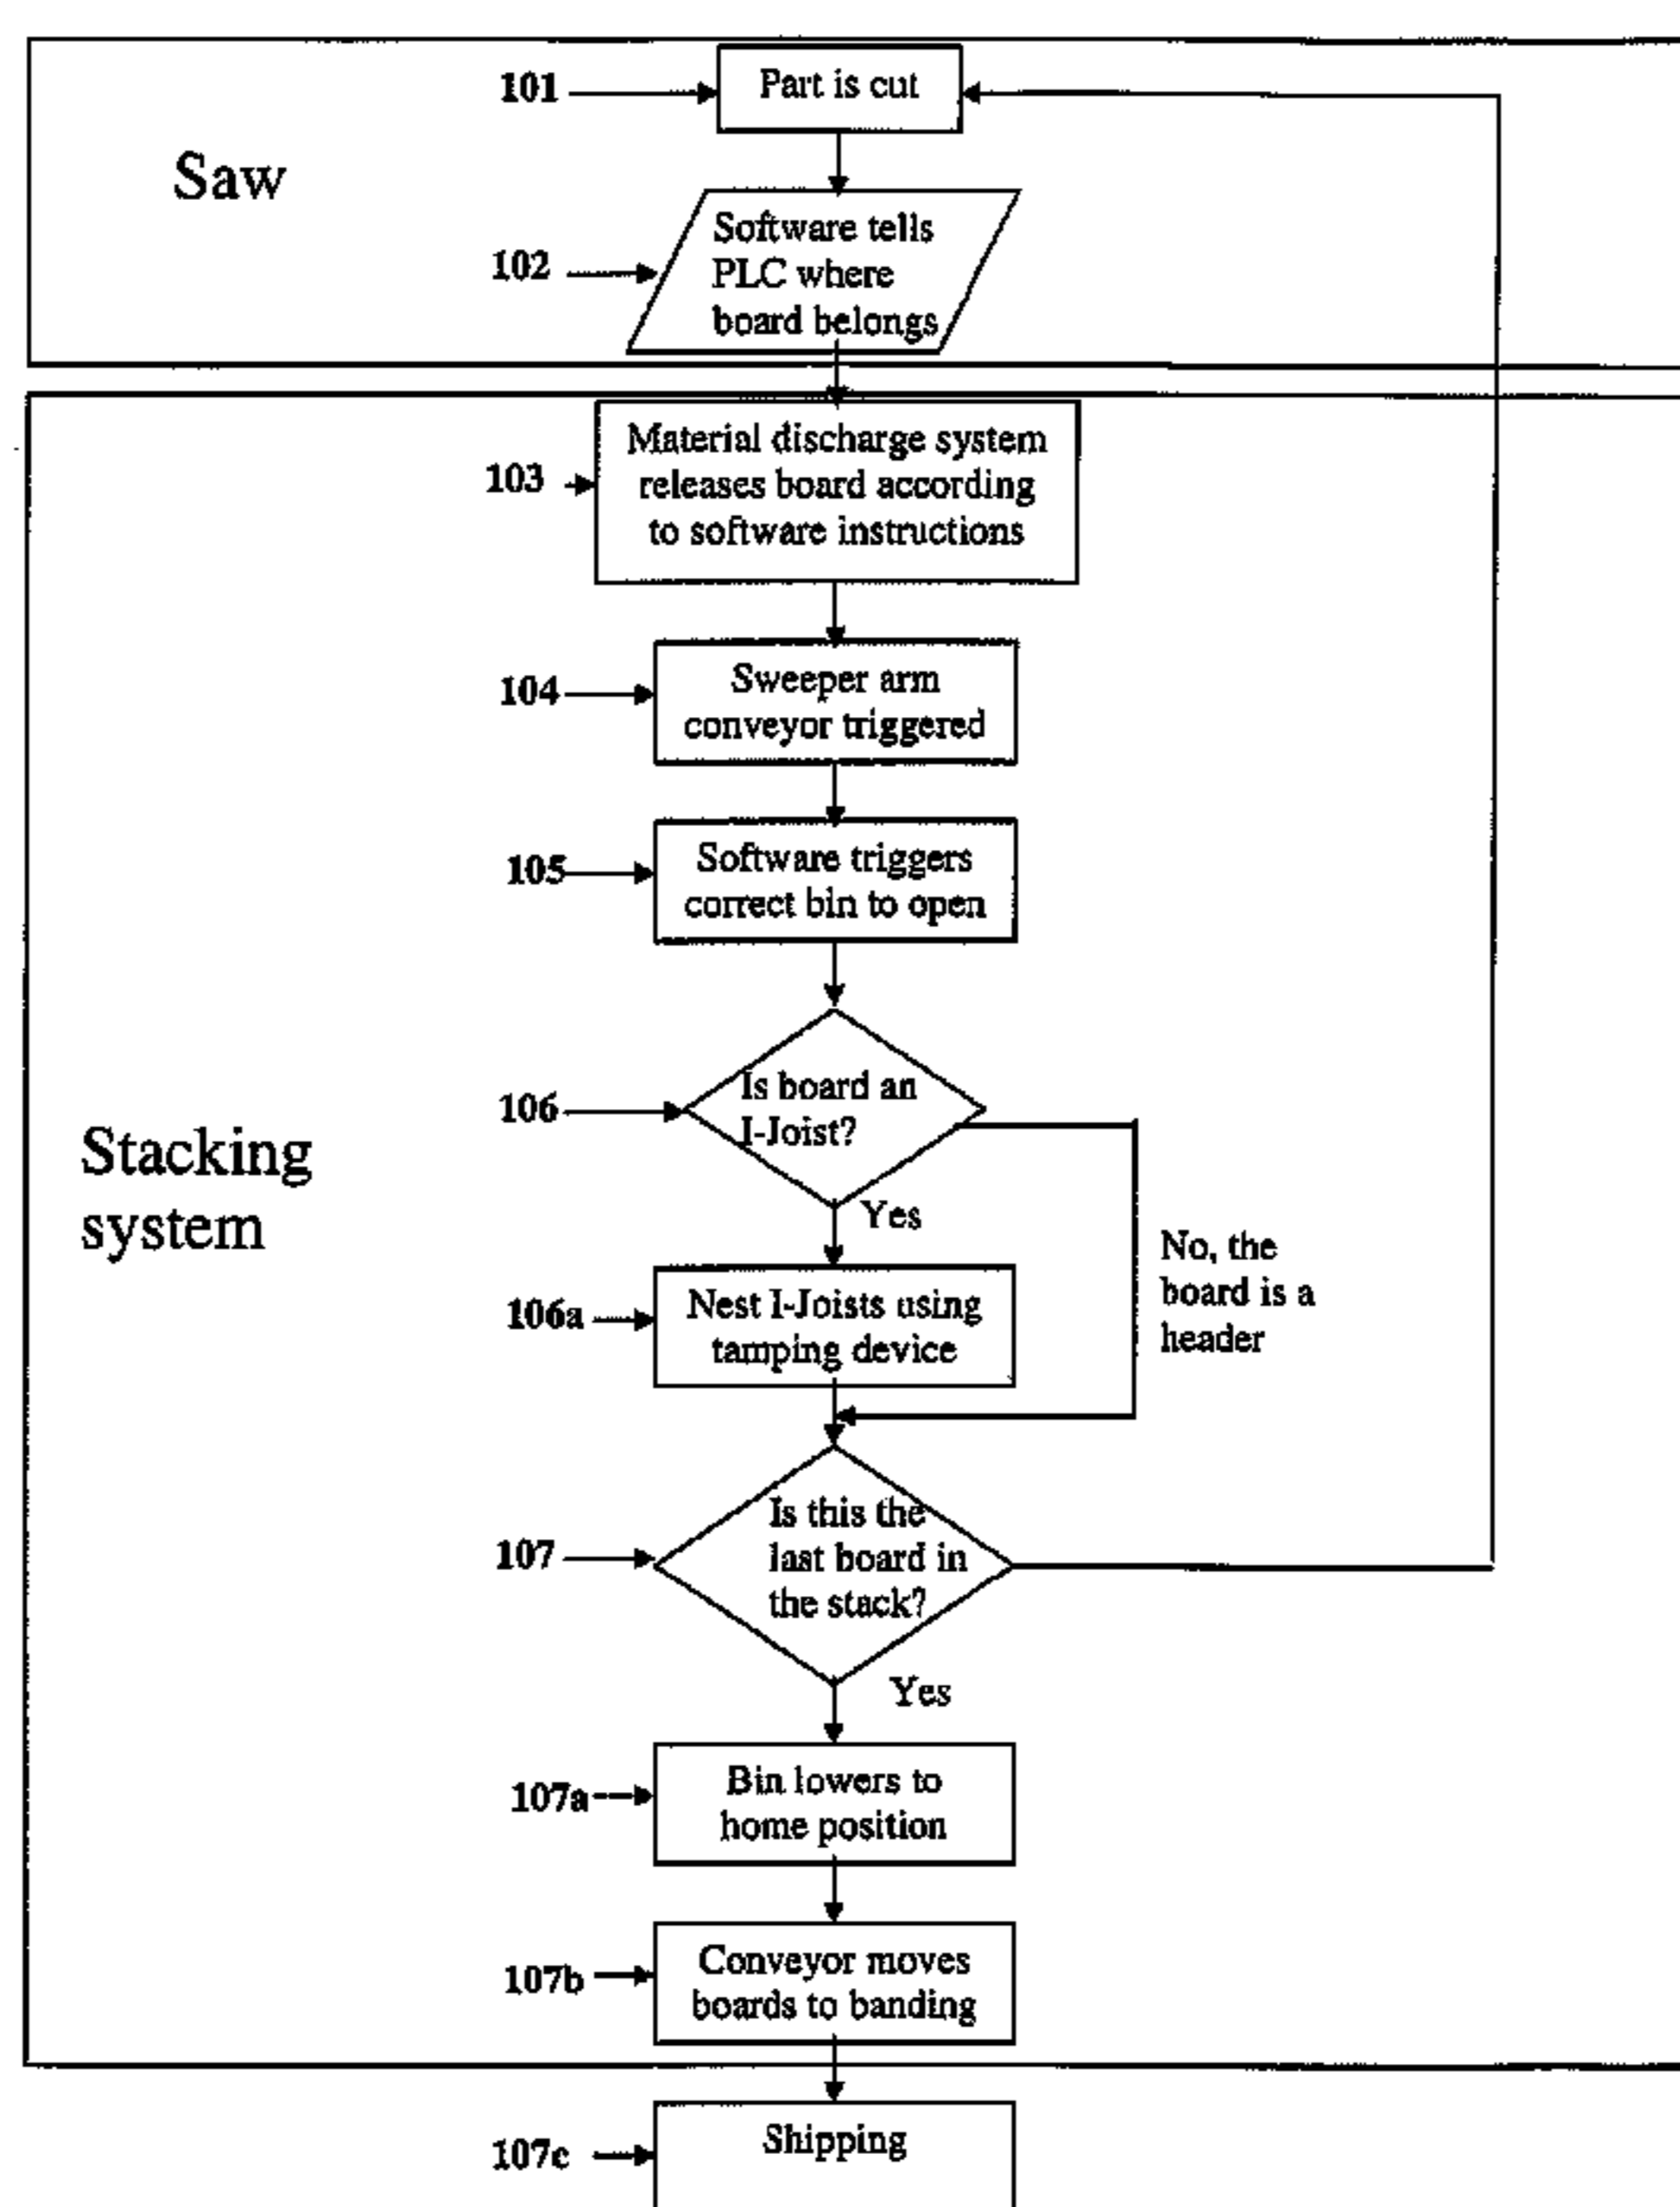 101
Part is cut
Saw
102
Software tells
PLC where
board belongs
103
Material discharge system
releases board according
to software instructions
104
Sweeper arm
conveyor triggered
105
Software triggers
correct bin to open
106
Is board an
I-Joist?
Yes
No, the
board is a
header
Stacking
system
106a
Nest I-Joists using
tamping device
107
Is this the
last board in
the stack?
Yes
107a
Bin lowers to
home position
107b
Conveyor moves
boards to banding
107c
Shipping